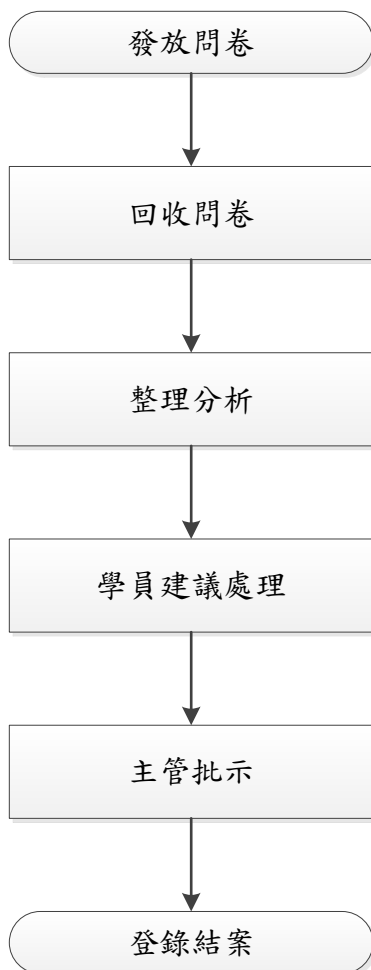 發放問卷
回收問卷
整理分析
學員建議處理
主管批示
登錄結案